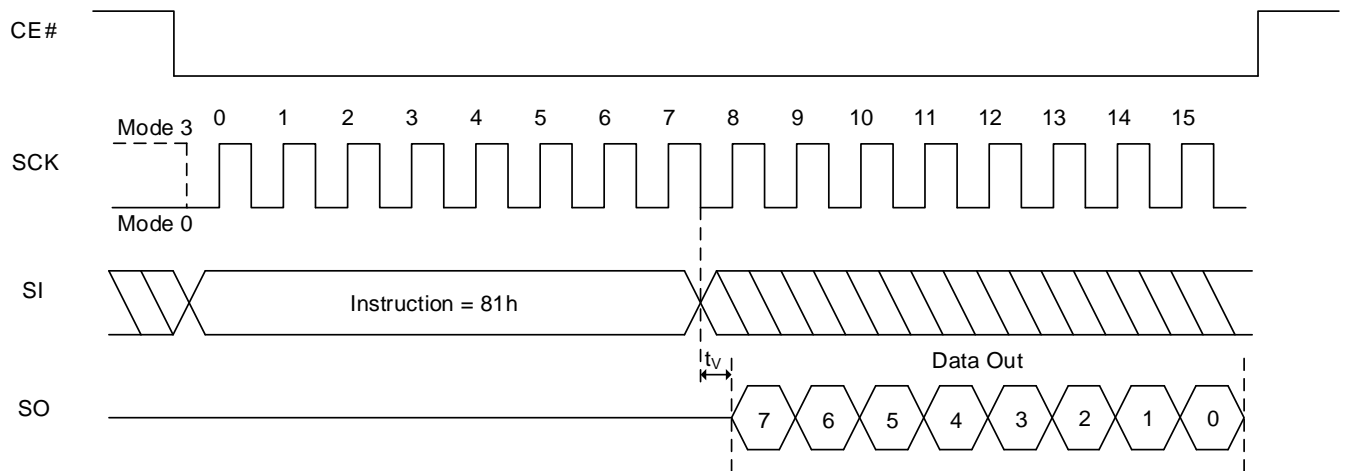 CE#
Mode 3 0 1 2 3 4 5 6 7 8 9 10 11 12 13 14 15
SCK
Mode 0
SI
Instruction = 81h
tV Data Out
SO
7 6 5 4 3 2 1 0